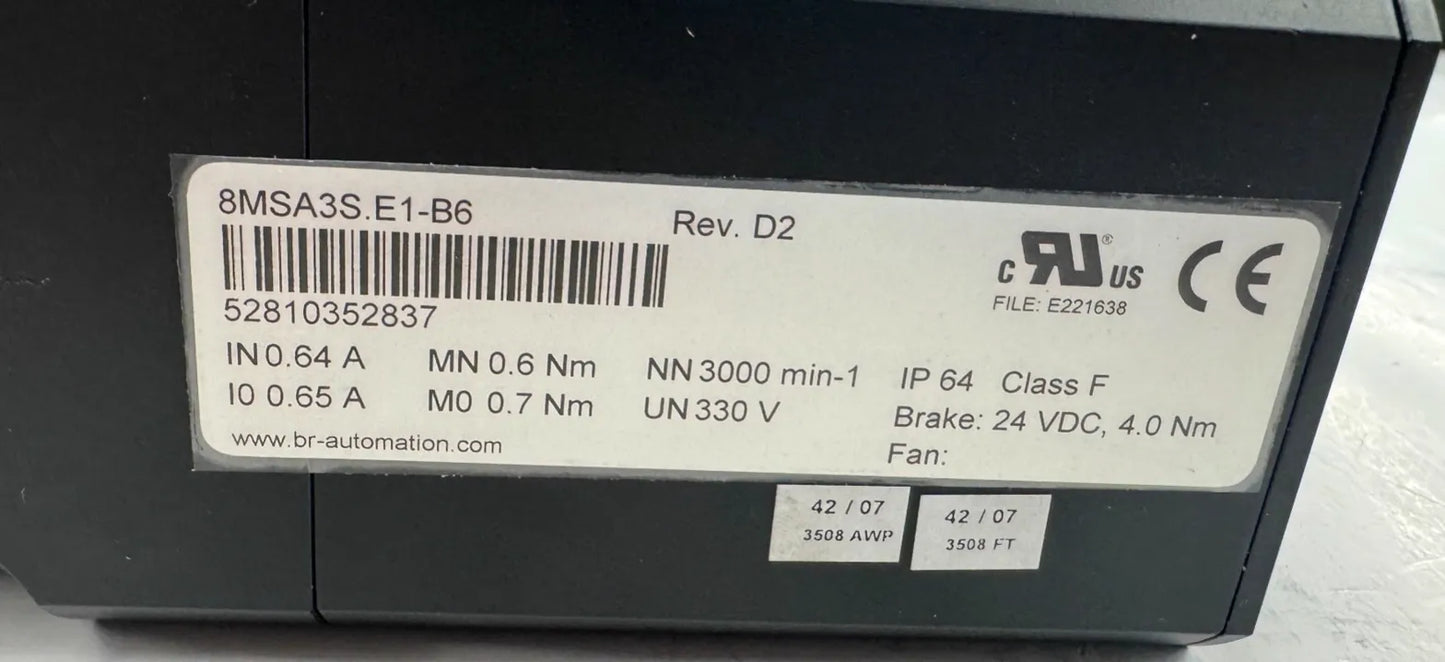 8MSA3S.E1-B6 Rev. D2
52810352837
c RU ® US CE
FILE: E221638
IN 0.64 A MN 0.6 Nm NN 3000 min-1 IP 64 Class F
I0 0.65 A M0 0.7 Nm UN 330 V Brake: 24 VDC, 4.0 Nm
www.br-automation.com Fan:
42 / 07
3508 AWP
42 / 07
3508 FT